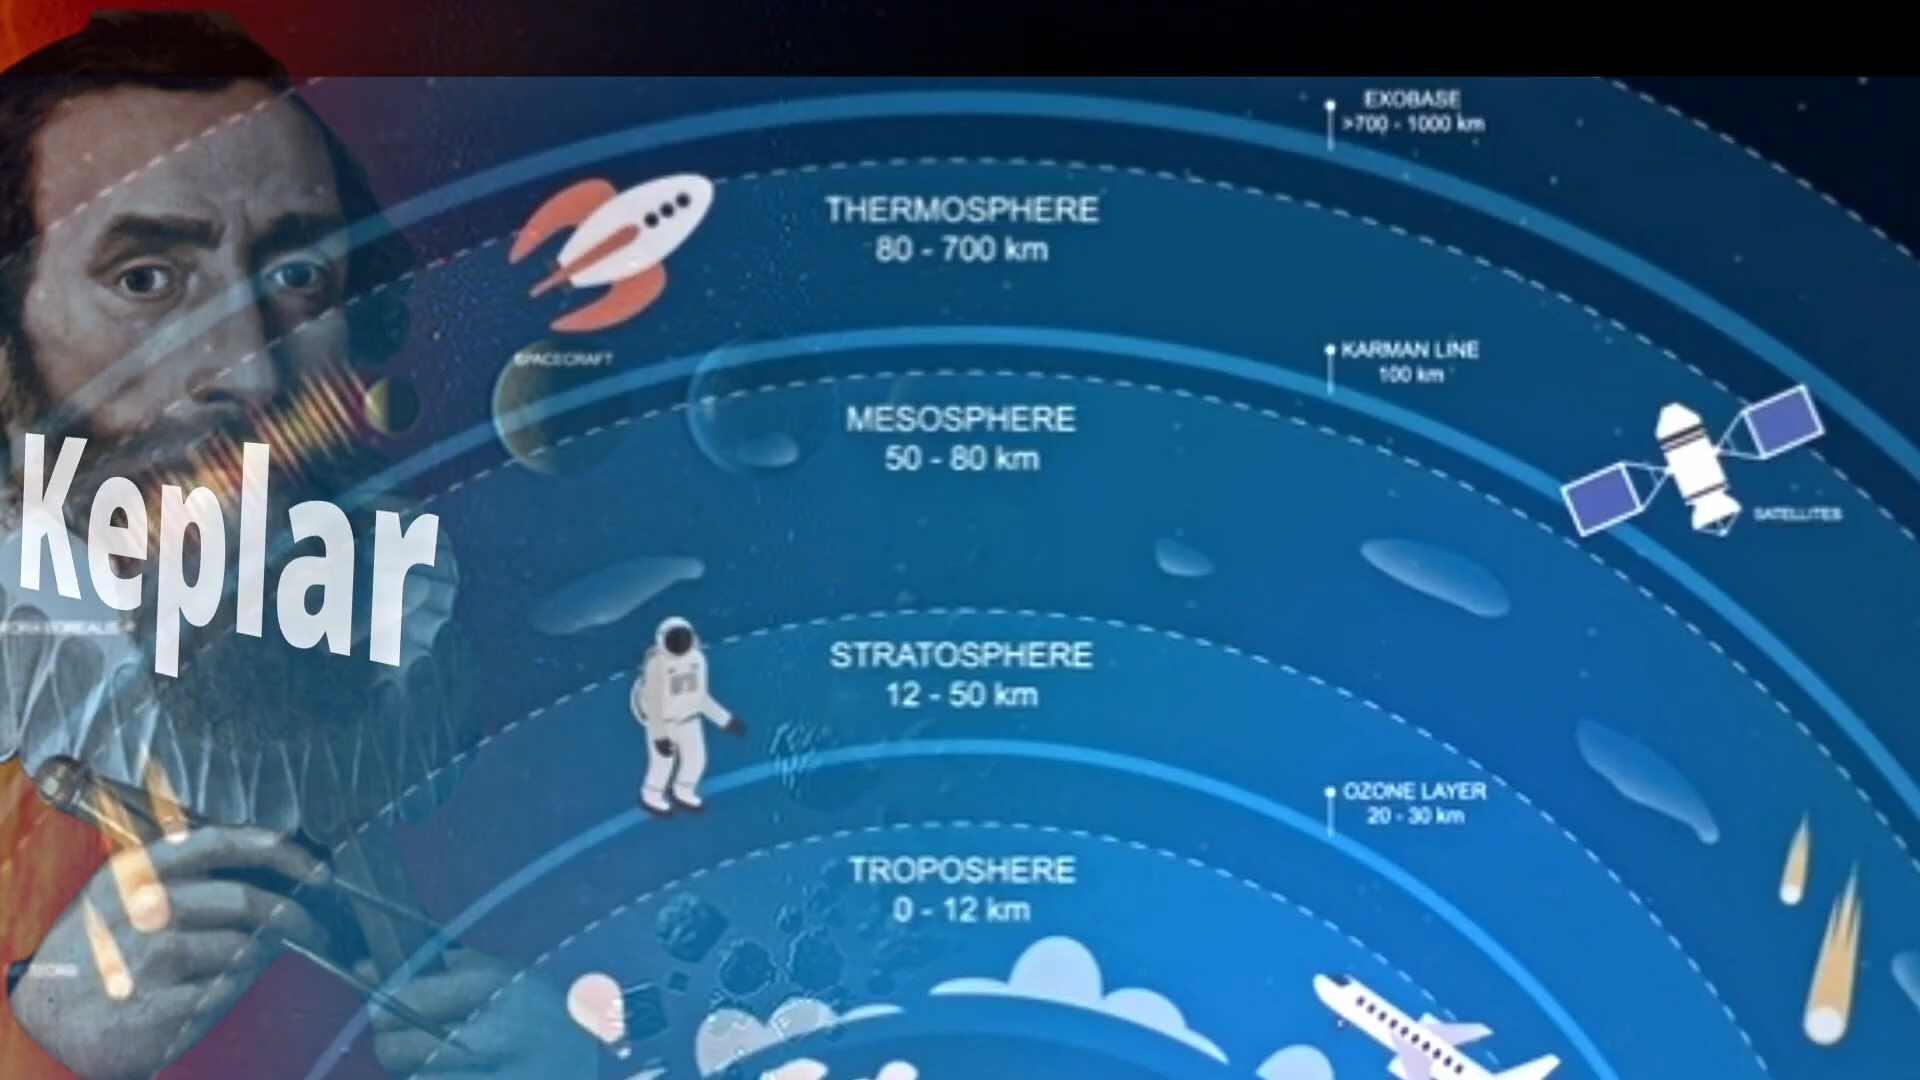 EXOBASE
>700 - 1000 km
THERMOSPHERE
80 - 700 km
SPACECRAFT
KARMAN LINE
100 km
MESOSPHERE
50 - 80 km
Keplar
SATELLITES
STRATOSPHERE
12 - 50 km
OZONE LAYER
20 - 30 km
TROPOSHERE
0 - 12 km